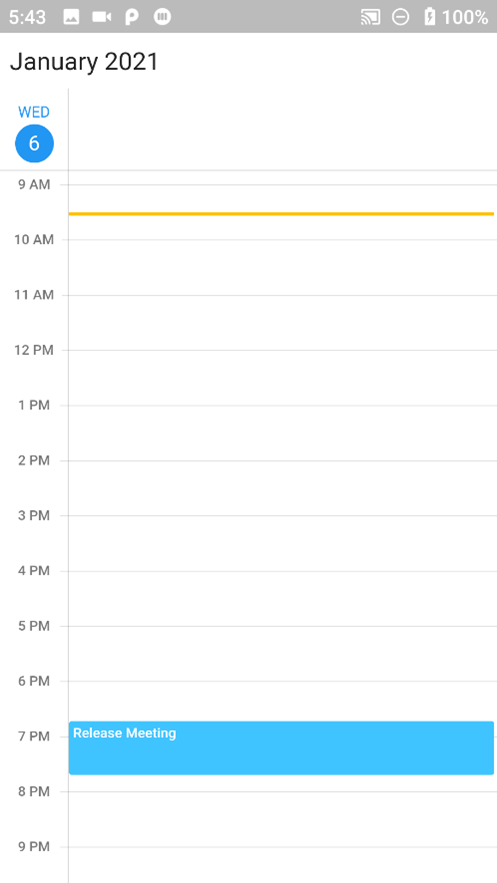 5:43 100%
January 2021
WED
6
9 AM
10 AM
11 AM
12 PM
1 PM
2 PM
3 PM
4 PM
5 PM
6 PM
7 PM Release Meeting
8 PM
9 PM